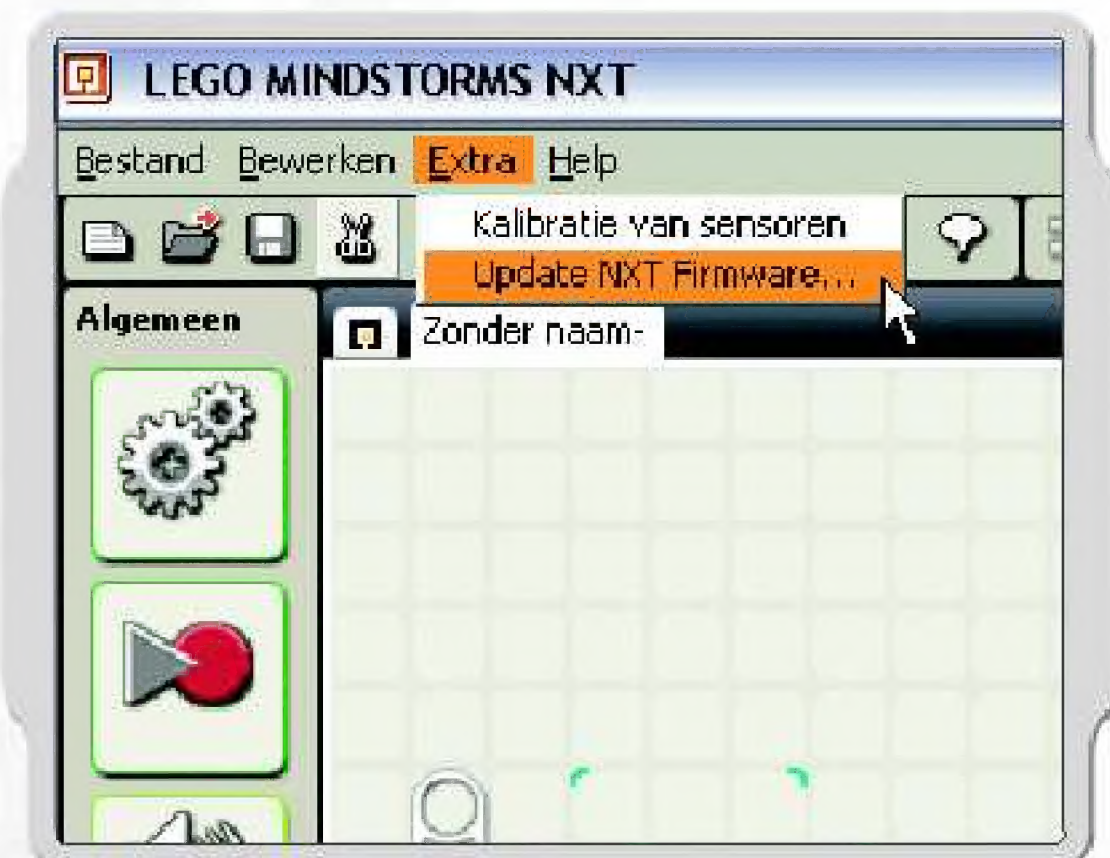 LEGO MINDSTORMS NXT
Bestand Bewerken Extra Help
Kalibratie van sensoren
Update NXT Firmware...
Algemeen
Zonder naam-